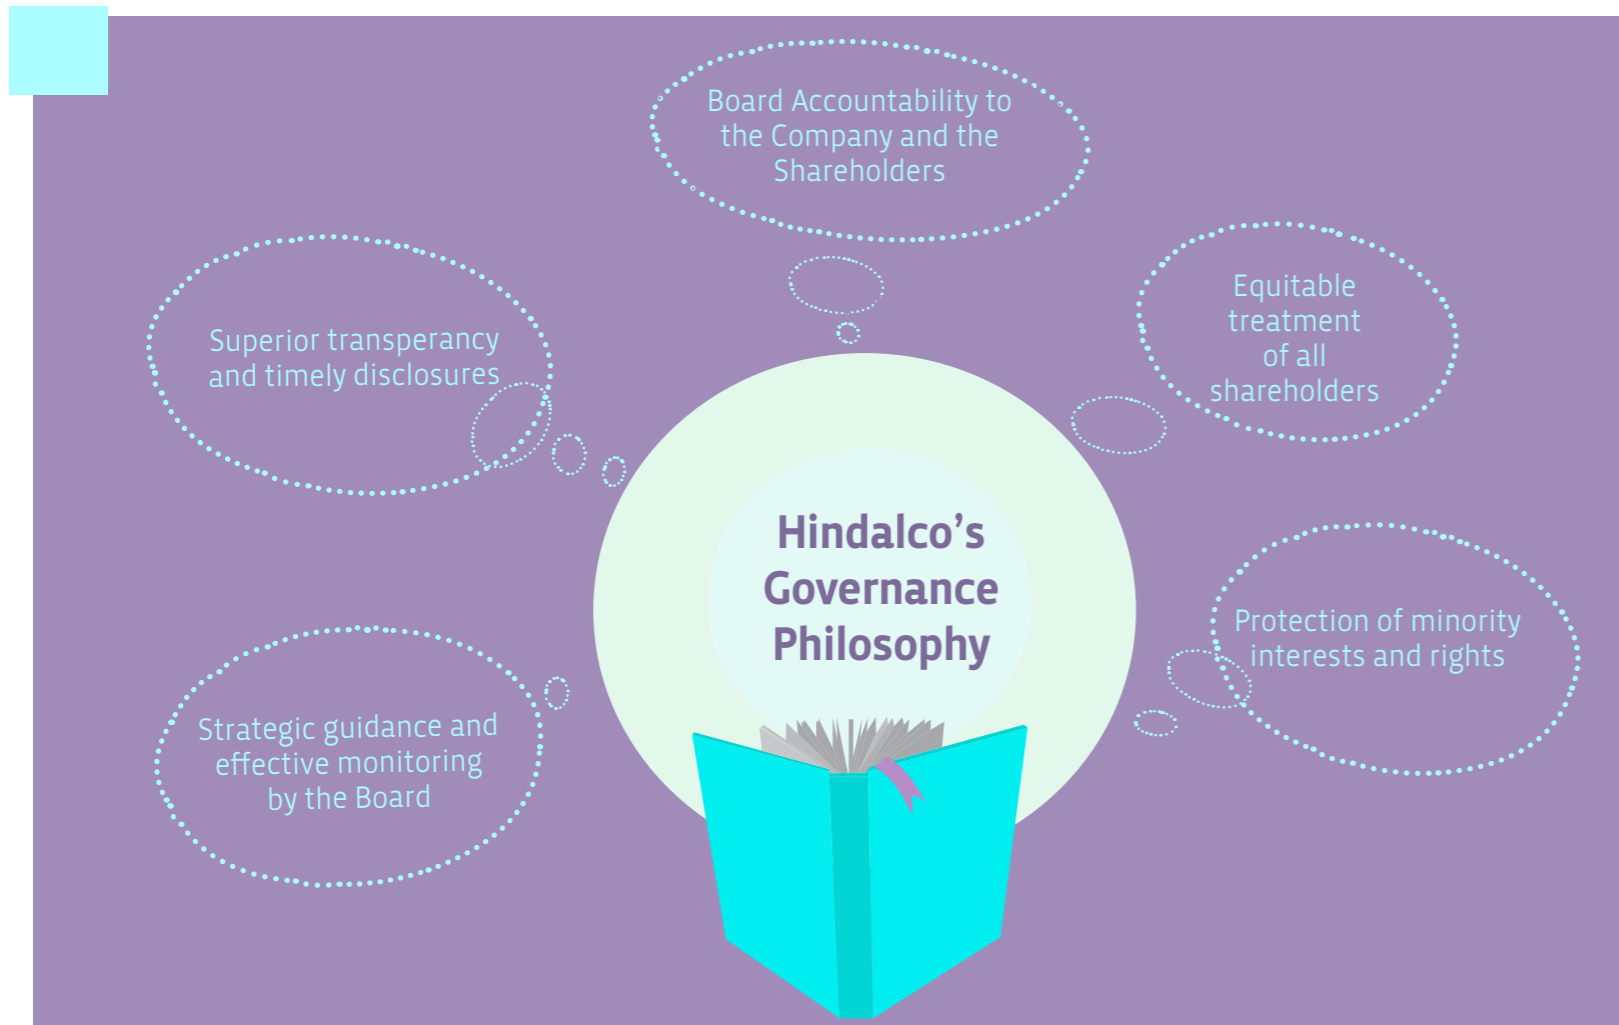 Board Accountability to
the Company and the
Shareholders
Equitable
treatment
of all
shareholders
Superior transperancy
and timely disclosures
Hindalco’s
Governance
Philosophy
Protection of minority
interests and rights
Strategic guidance and
effective monitoring
by the Board